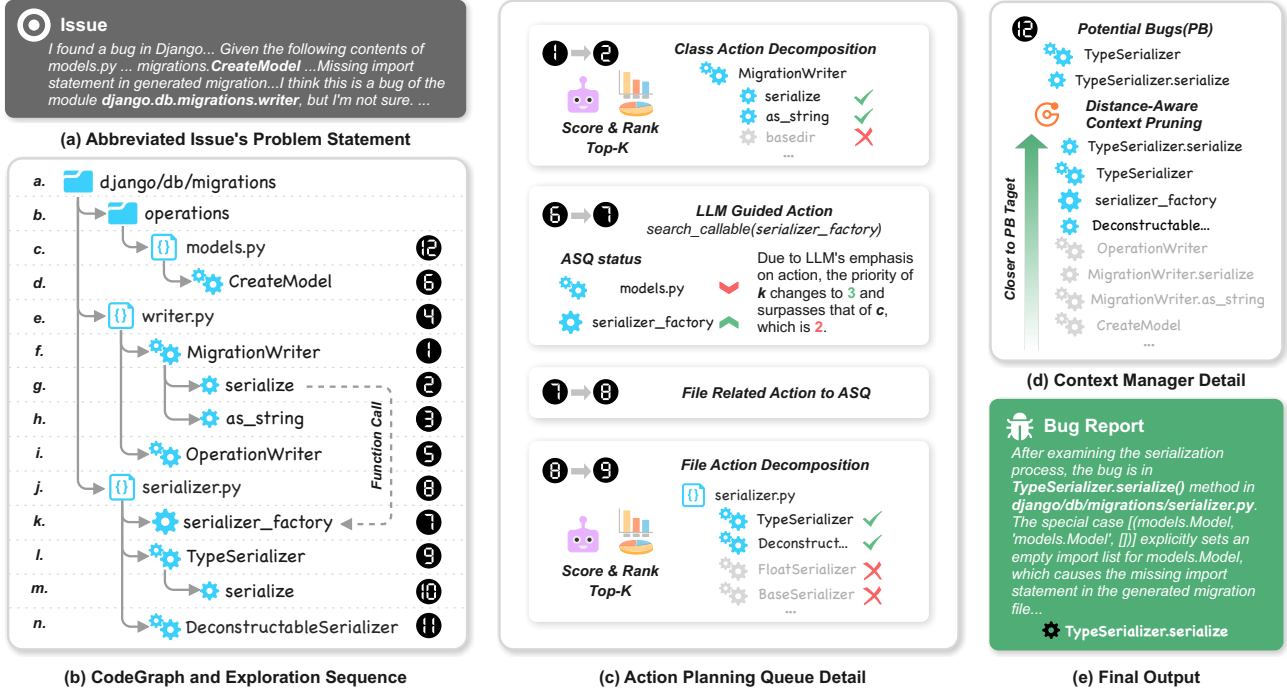 Issue
I found a bug in Django... Given the following contents of
models.py ... migrations.CreateModel ...Missing import
statement in generated migration...I think this is a bug of the
module django.db.migrations.writer, but I'm not sure. ...
(a) Abbreviated Issue's Problem Statement
a. django/db/migrations
b. operations
c. {} models.py 12
d. CreateModel 6
e. {} writer.py 4
f. MigrationWriter 1
g. serialize 2
h. as_string 3
i. OperationWriter 5
j. {} serializer.py 8
k. serializer_factory 7
l. TypeSerializer 9
m. serialize 10
n. DeconstructableSerializer 11
Function Call
(b) CodeGraph and Exploration Sequence
1 2 Class Action Decomposition
MigrationWriter
serialize
as_string
basedir
...
Score & Rank
Top-K
6 7 LLM Guided Action
search_callable(serializer_factory)
ASQ status
models.py
serializer_factory
Due to LLM's emphasis
on action, the priority of
k changes to 3 and
surpasses that of c,
which is 2.
7 8 File Related Action to ASQ
8 9 File Action Decomposition
{} serializer.py
TypeSerializer
Deconstruct...
FloatSerializer
BaseSerializer
...
Score & Rank
Top-K
(c) Action Planning Queue Detail
12 Potential Bugs(PB)
TypeSerializer
TypeSerializer.serialize
Distance-Aware
Context Pruning
TypeSerializer.serialize
TypeSerializer
serializer_factory
Deconstructable...
OperationWriter
MigrationWriter.serialize
MigrationWriter.as_string
CreateModel
...
Closer to PB Taget
(d) Context Manager Detail
Bug Report
After examining the serialization
process, the bug is in
TypeSerializer.serialize() method in
django/db/migrations/serializer.py.
The special case [(models.Model,
'models.Model', [])] explicitly sets an
empty import list for models.Model,
which causes the missing import
statement in the generated migration
file...
TypeSerializer.serialize
(e) Final Output